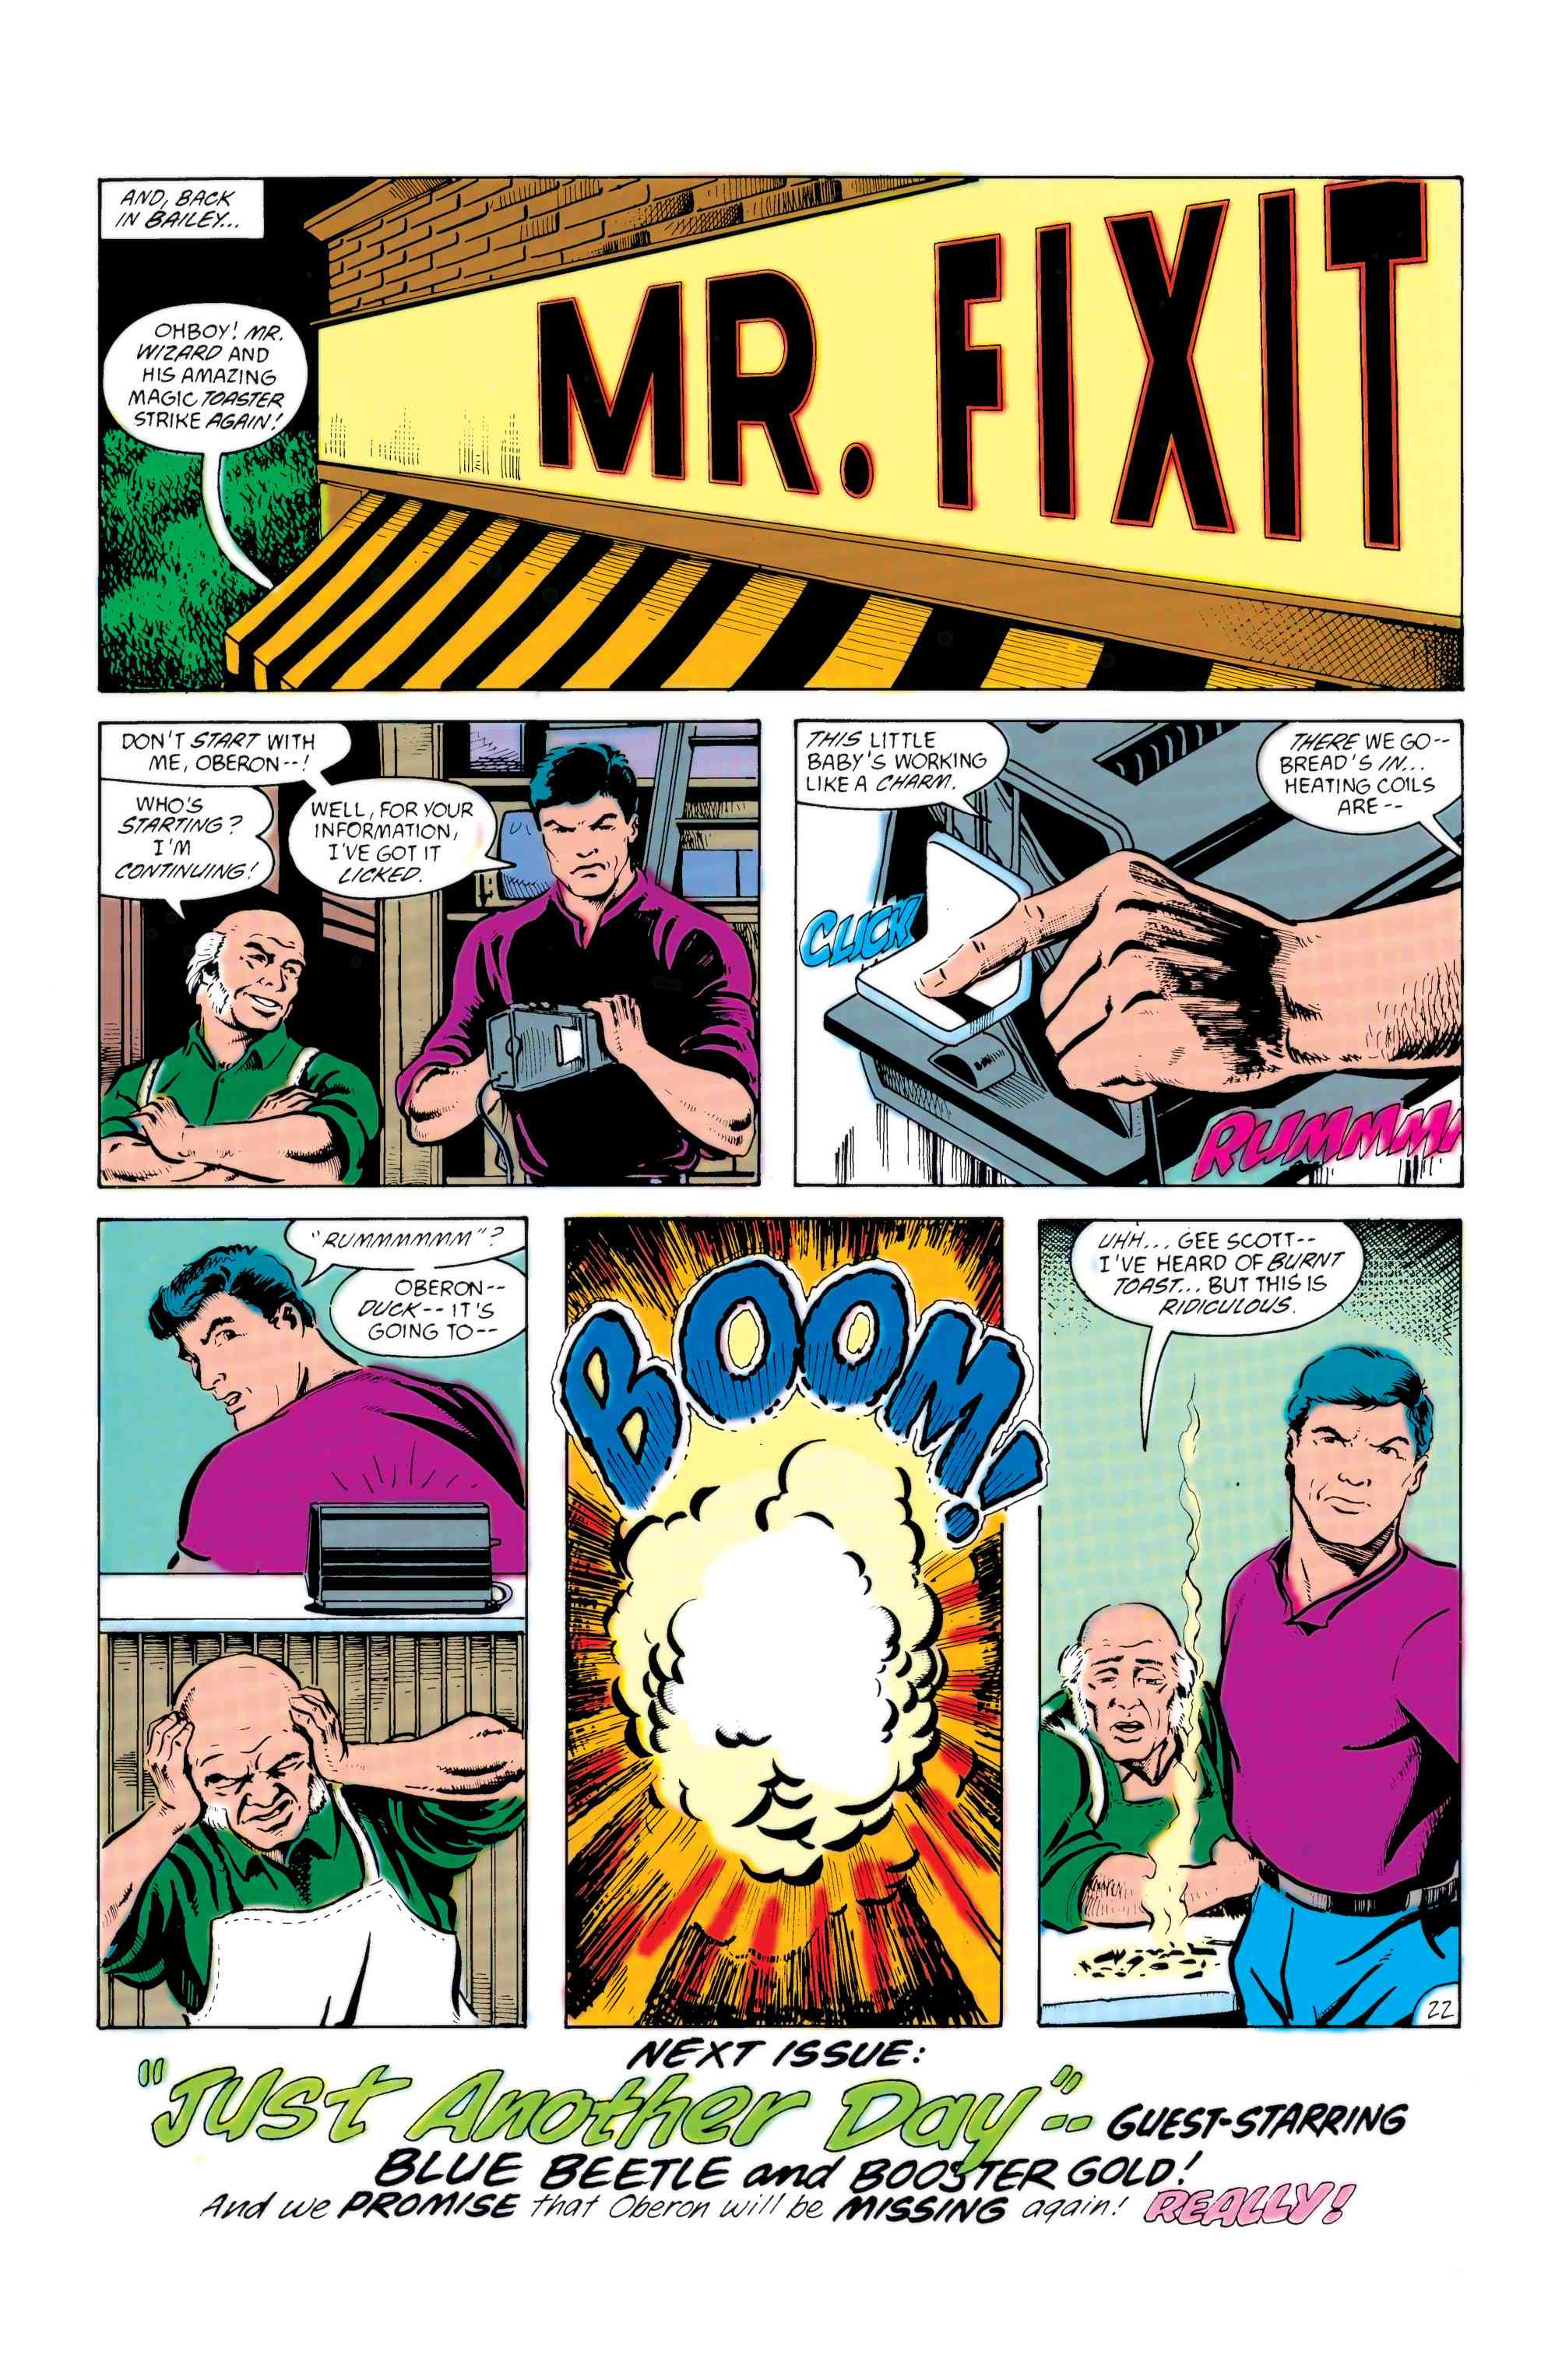 AND, BACK
IN BAILEY...
MR. FIXIT
OHBOY! MR.
WIZARD AND
HIS AMAZING
MAGIC TOASTER
STRIKE AGAIN!
DON'T START WITH
ME, OBERON--!
WHO'S
STARTING?
I'M
CONTINUING!
WELL, FOR YOUR
INFORMATION,
I'VE GOT IT
LICKED.
THIS LITTLE
BABY'S WORKING
LIKE A CHARM.
CLICK
THERE WE GO--
BREAD'S IN...
HEATING COILS
ARE--
RUMMMM
"RUMMMMMM"?
OBERON--
DUCK-- IT'S
GOING TO--
BOOM!
UHH... GEE SCOTT--
I'VE HEARD OF BURNT
TOAST... BUT THIS IS
RIDICULOUS.
22
NEXT ISSUE:
"Just Another Day"-- GUEST-STARRING
BLUE BEETLE and BOOSTER GOLD!
And we PROMISE that Oberon will be MISSING again! REALLY!